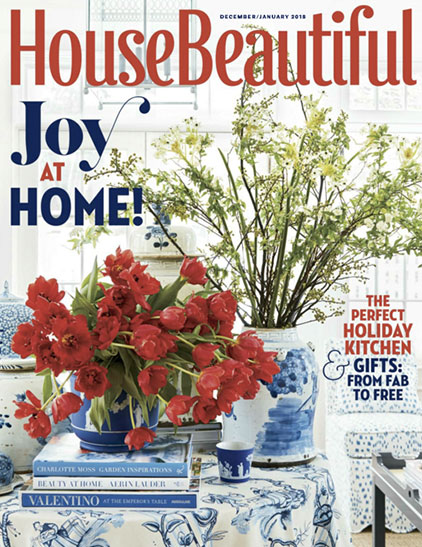 DECEMBER/JANUARY 2018
HouseBeautiful
Joy
AT
HOME!
THE
PERFECT
HOLIDAY
KITCHEN
& GIFTS:
FROM FAB
TO FREE
CHARLOTTE MOSS GARDEN INSPIRATIONS
BEAUTY AT HOME AERIN LAUDER
VALENTINO AT THE EMPEROR'S TABLE